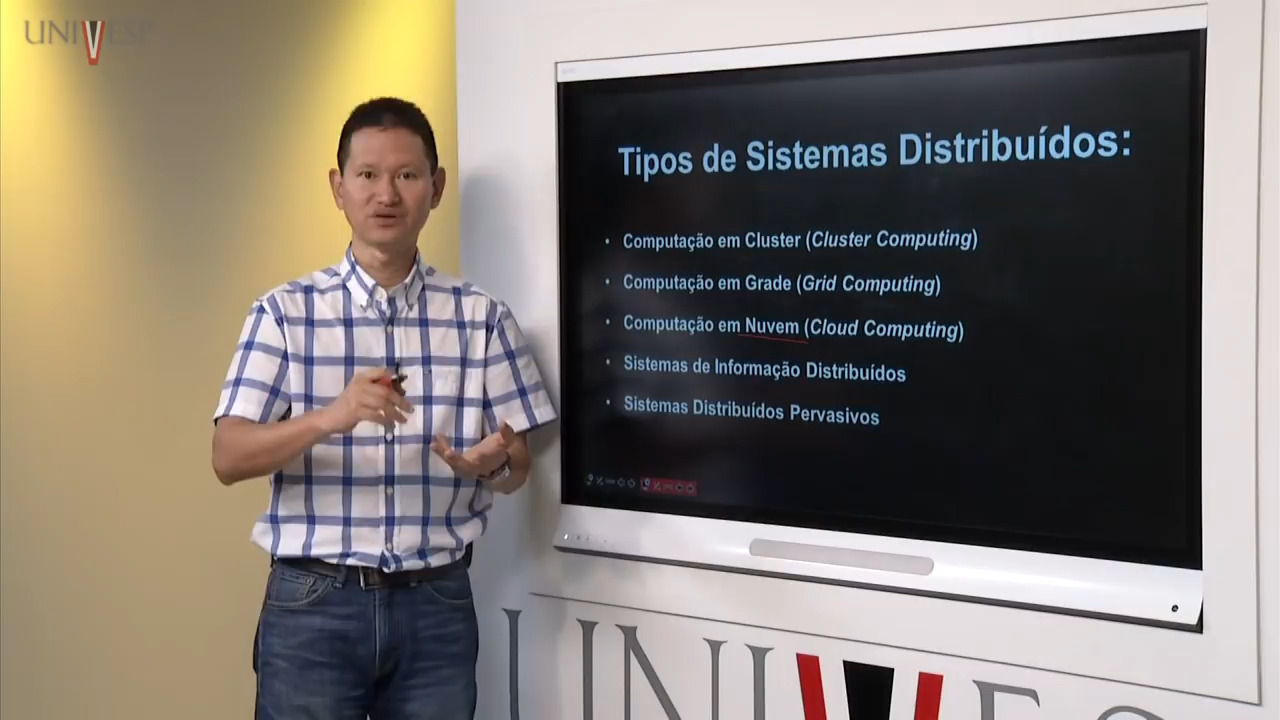 UNIVESP
Tipos de Sistemas Distribuídos:
• Computação em Cluster (Cluster Computing)
• Computação em Grade (Grid Computing)
• Computação em Nuvem (Cloud Computing)
• Sistemas de Informação Distribuídos
• Sistemas Distribuídos Pervasivos
UNIVES